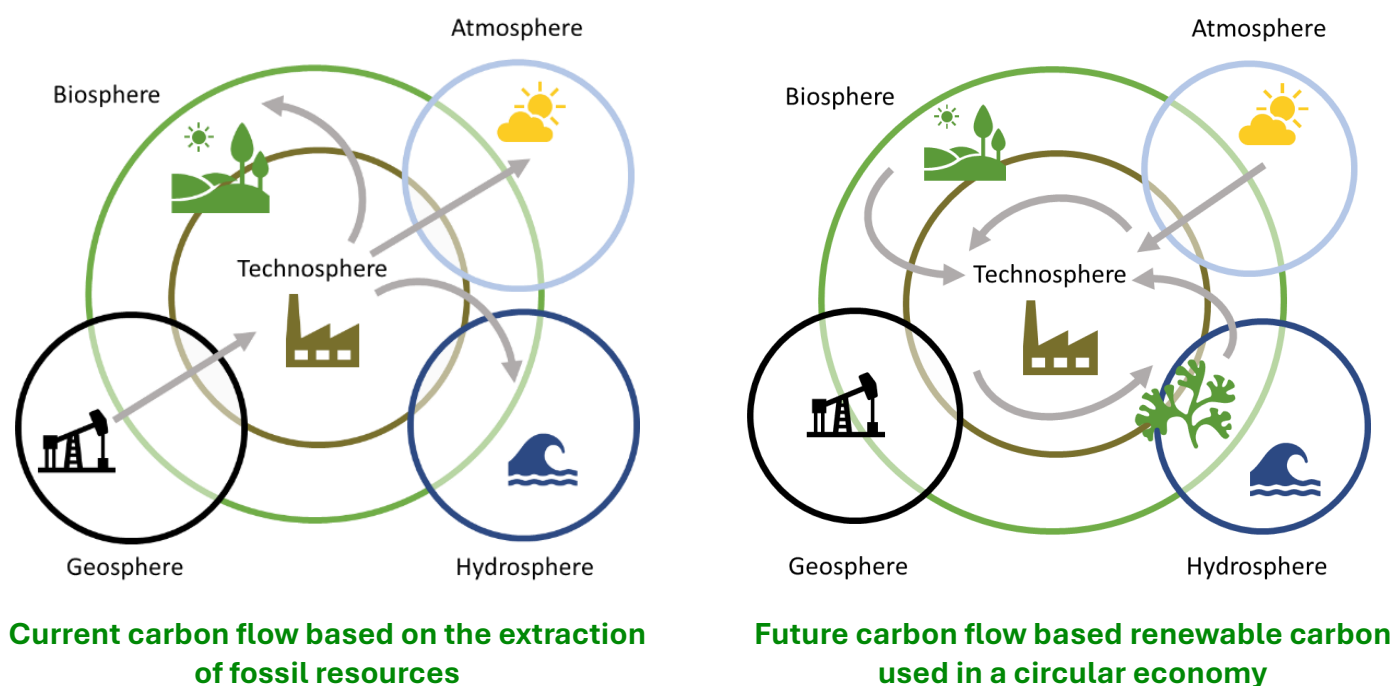 Atmosphere
Biosphere
Technosphere
Geosphere
Hydrosphere
Current carbon flow based on the extraction
of fossil resources
Atmosphere
Biosphere
Technosphere
Geosphere
Hydrosphere
Future carbon flow based renewable carbon
used in a circular economy